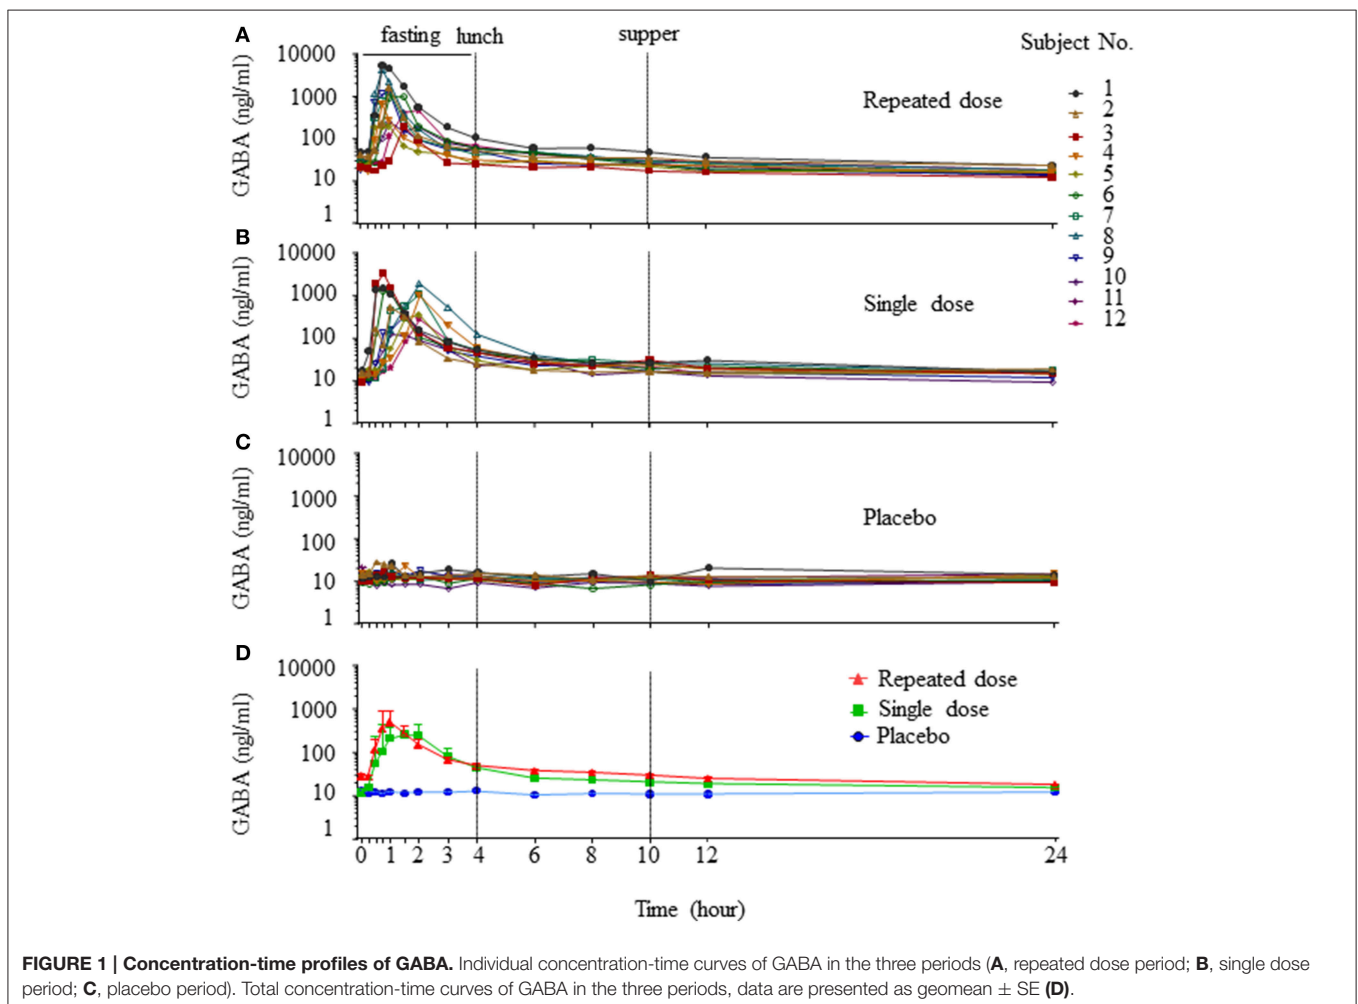 A
fasting lunch
supper
Subject No.
10000
1000
100
10
1
GABA (ngl/ml)
Repeated dose
1
2
3
4
5
6
7
8
9
10
11
12
B
10000
1000
100
10
1
GABA (ngl/ml)
Single dose
C
10000
1000
100
10
1
GABA (ngl/ml)
Placebo
D
10000
1000
100
10
1
GABA (ngl/ml)
Repeated dose
Single dose
Placebo
0 1 2 3 4 6 8 10 12 24
Time (hour)
FIGURE 1 | Concentration-time profiles of GABA. Individual concentration-time curves of GABA in the three periods (A, repeated dose period; B, single dose
period; C, placebo period). Total concentration-time curves of GABA in the three periods, data are presented as geomean ± SE (D).